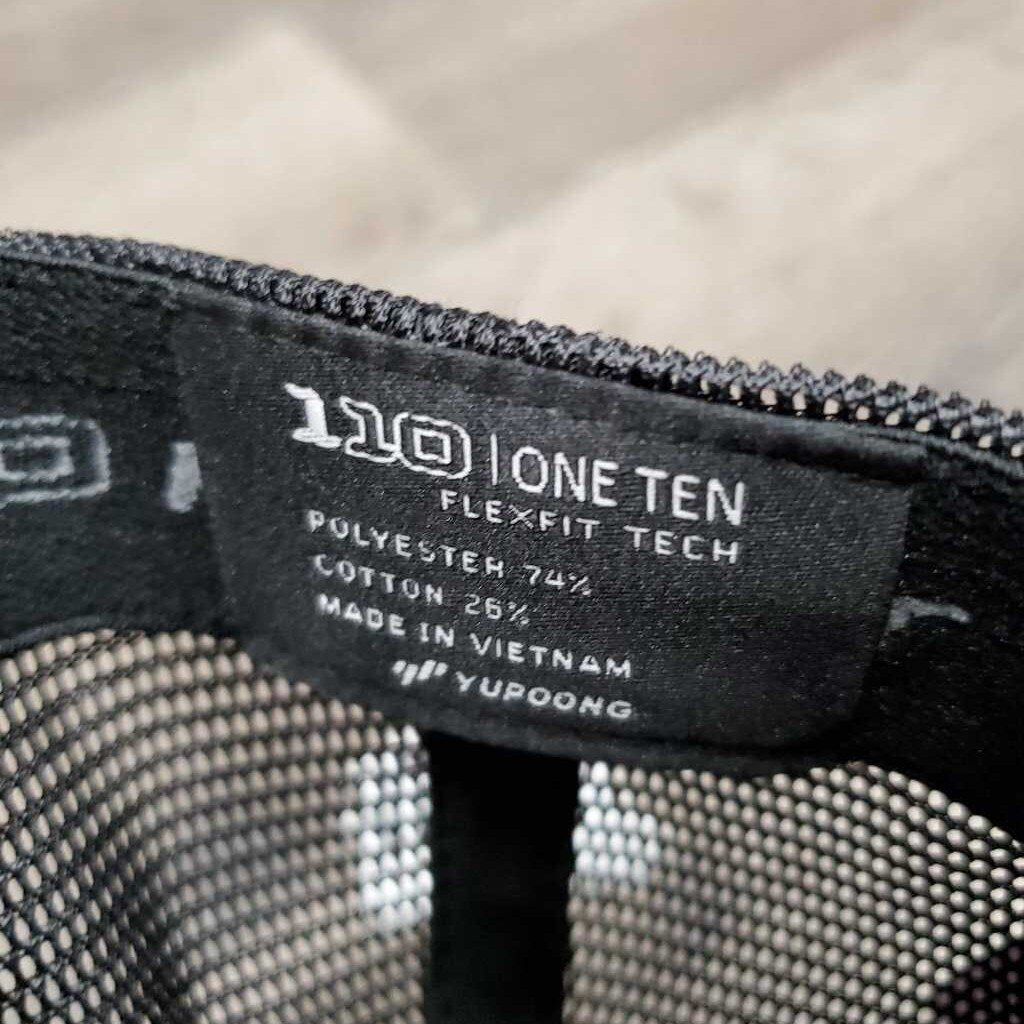 110 | ONE TEN
FLEXFIT TECH
POLYESTER 74%
COTTON 26%
MADE IN VIETNAM
YUPOONG